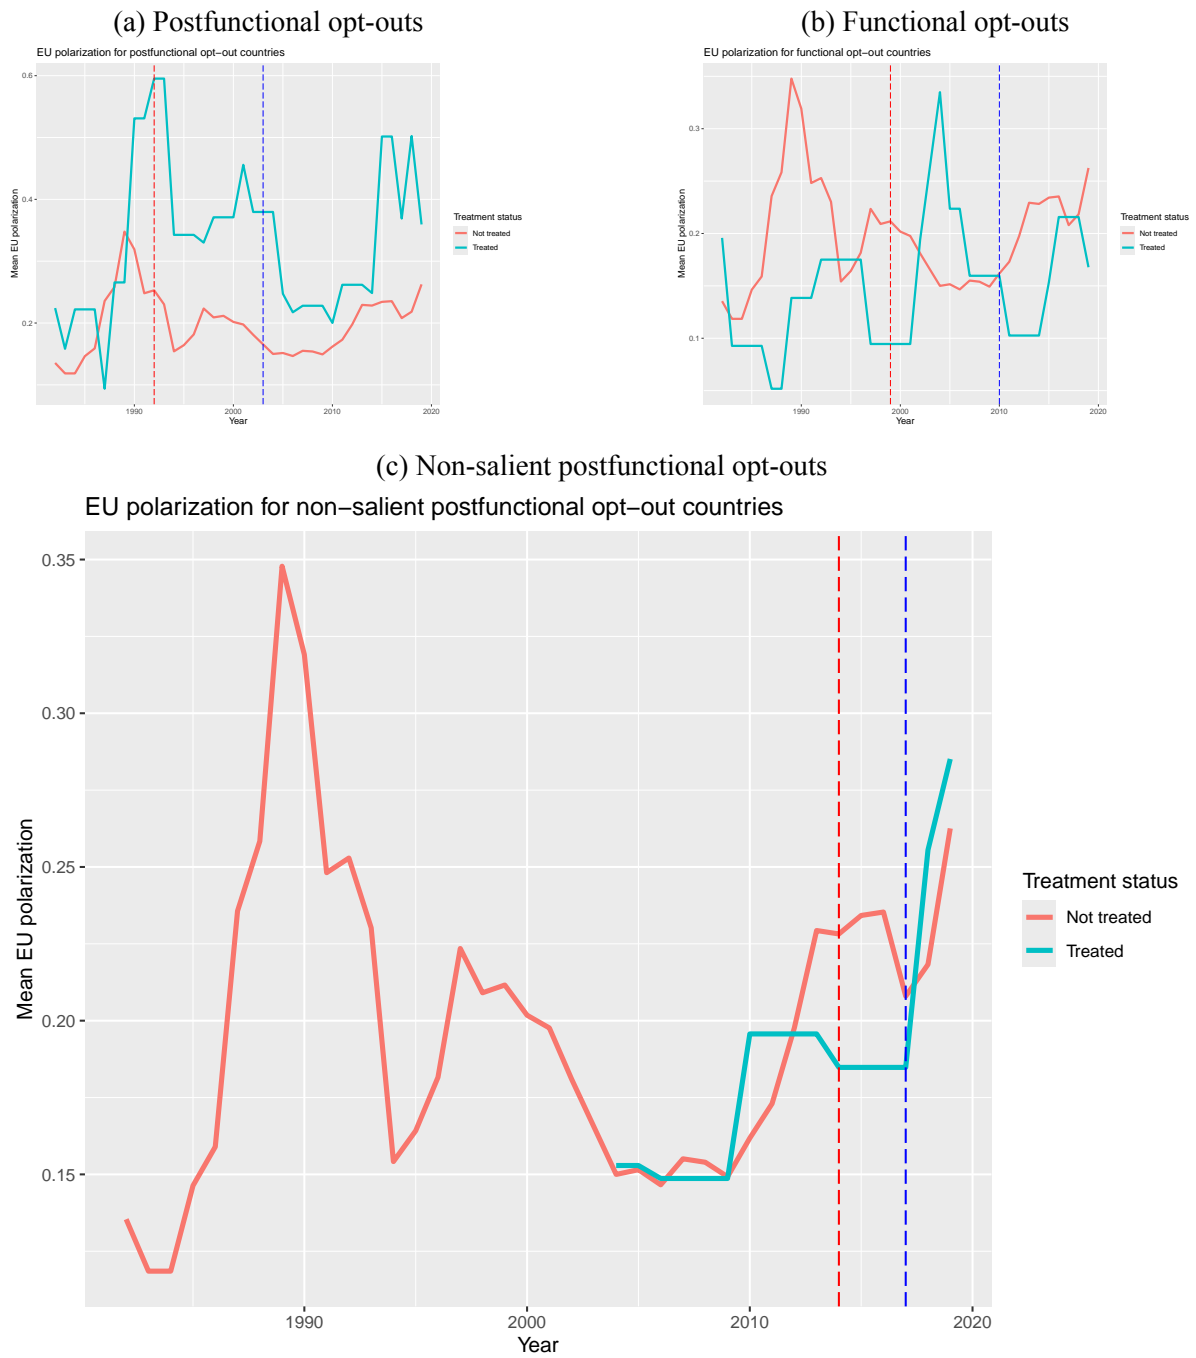 (a) Postfunctional opt-outs
EU polarization for postfunctional opt−out countries
0.6
0.4
0.2
Mean EU polarization
1990
2000
2010
2020
Year
Treatment status
Not treated
Treated
(b) Functional opt-outs
EU polarization for functional opt−out countries
0.3
0.2
0.1
Mean EU polarization
1990
2000
2010
2020
Year
Treatment status
Not treated
Treated
(c) Non-salient postfunctional opt-outs
EU polarization for non−salient postfunctional opt−out countries
0.35
0.30
0.25
0.20
0.15
Mean EU polarization
1990
2000
2010
2020
Year
Treatment status
Not treated
Treated